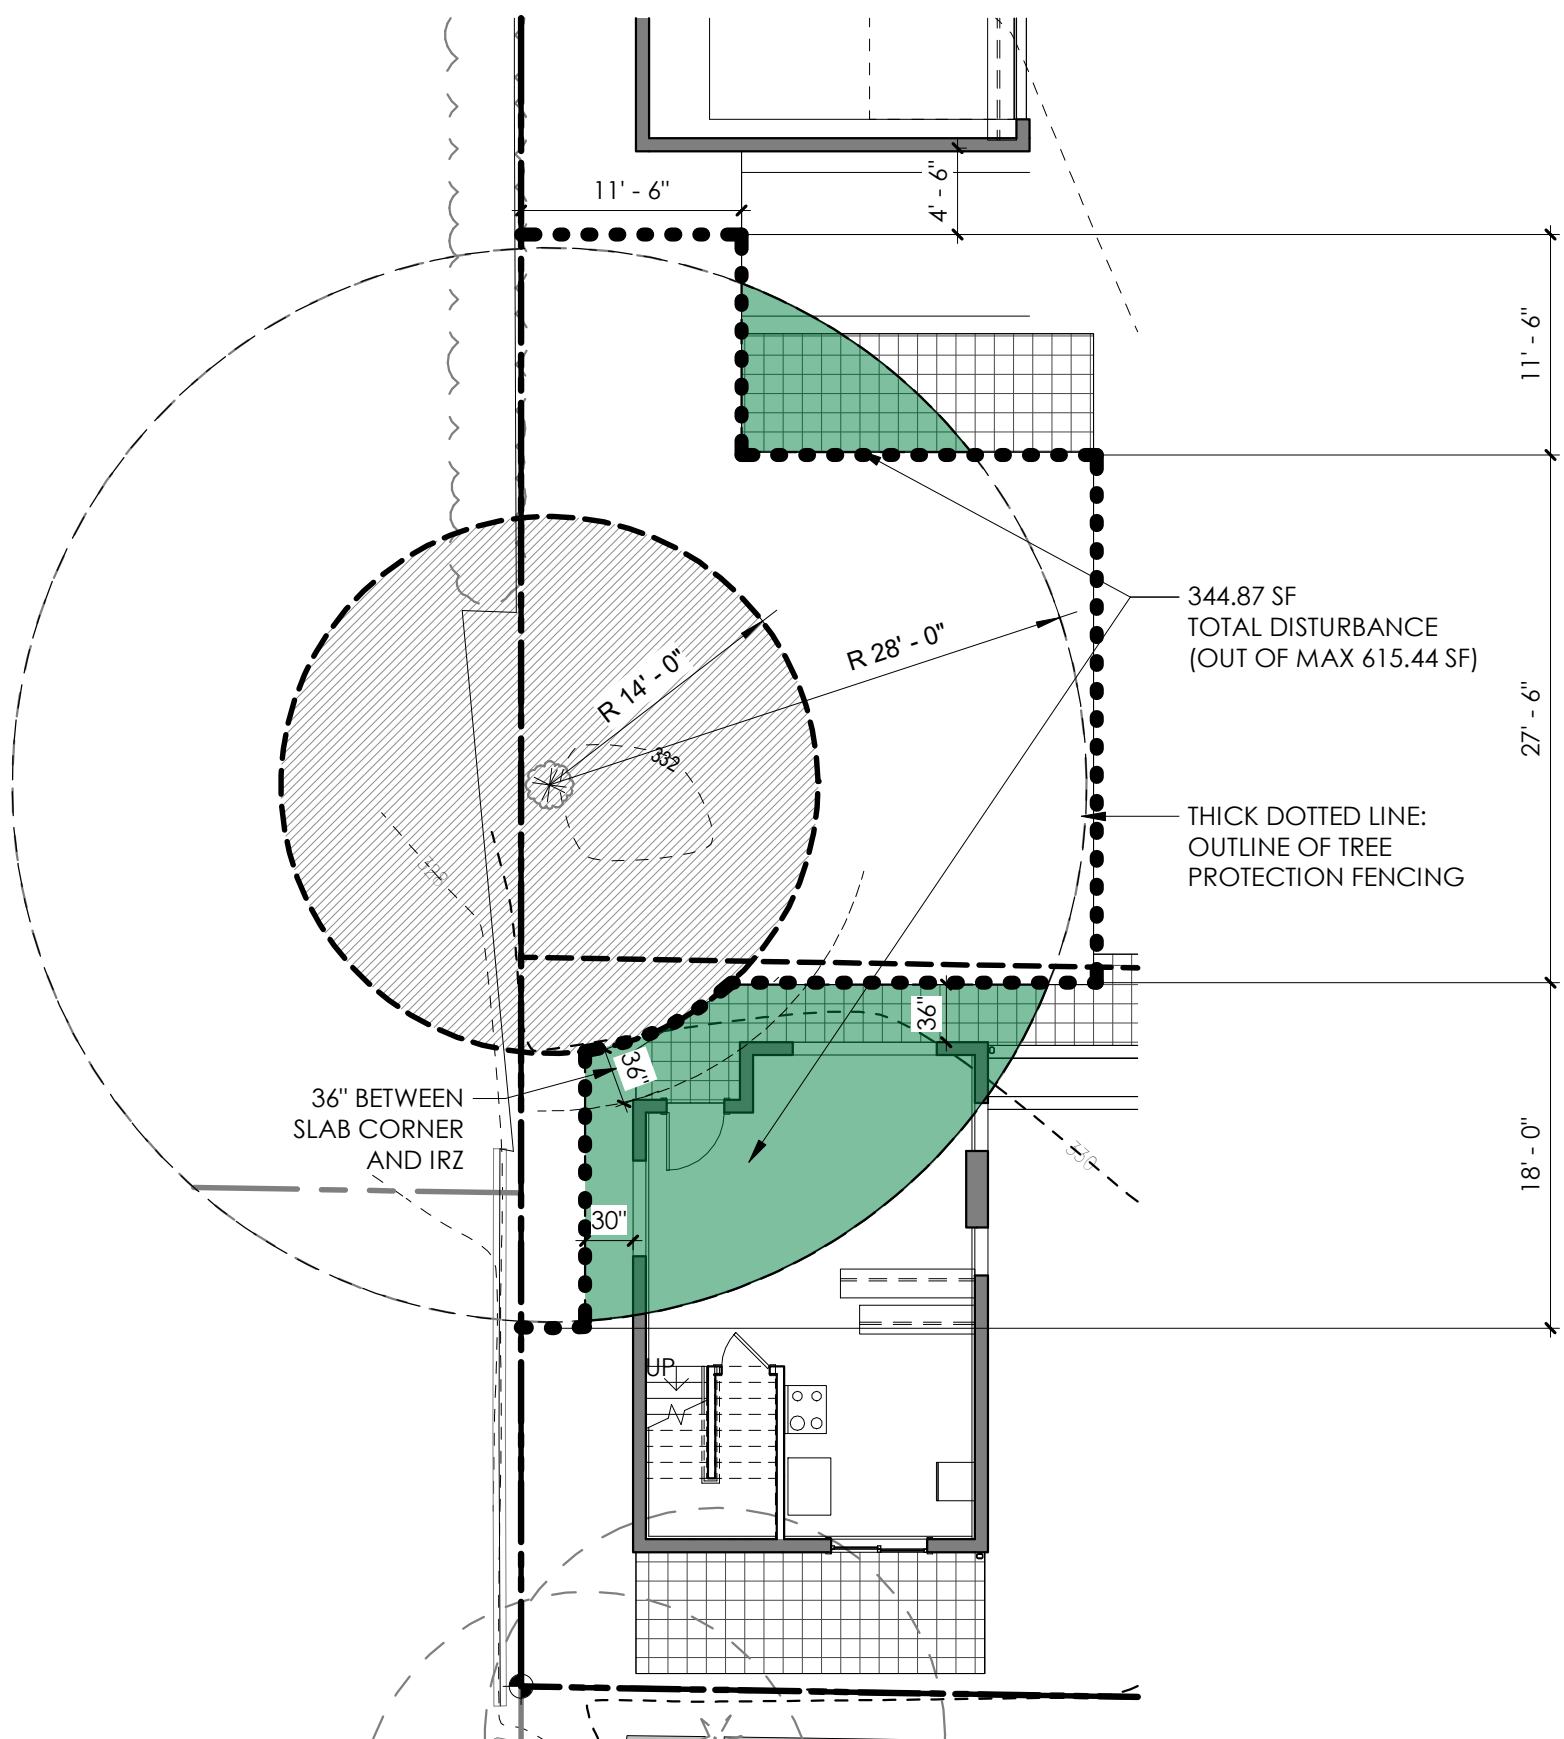 11' - 6"
4' - 6"
11' - 6"
344.87 SF
TOTAL DISTURBANCE
(OUT OF MAX 615.44 SF)
R 14' - 0"
R 28' - 0"
27' - 6"
332
THICK DOTTED LINE:
OUTLINE OF TREE
PROTECTION FENCING
328
36"
36"
36" BETWEEN
SLAB CORNER
AND IRZ
330
18' - 0"
30"
UP